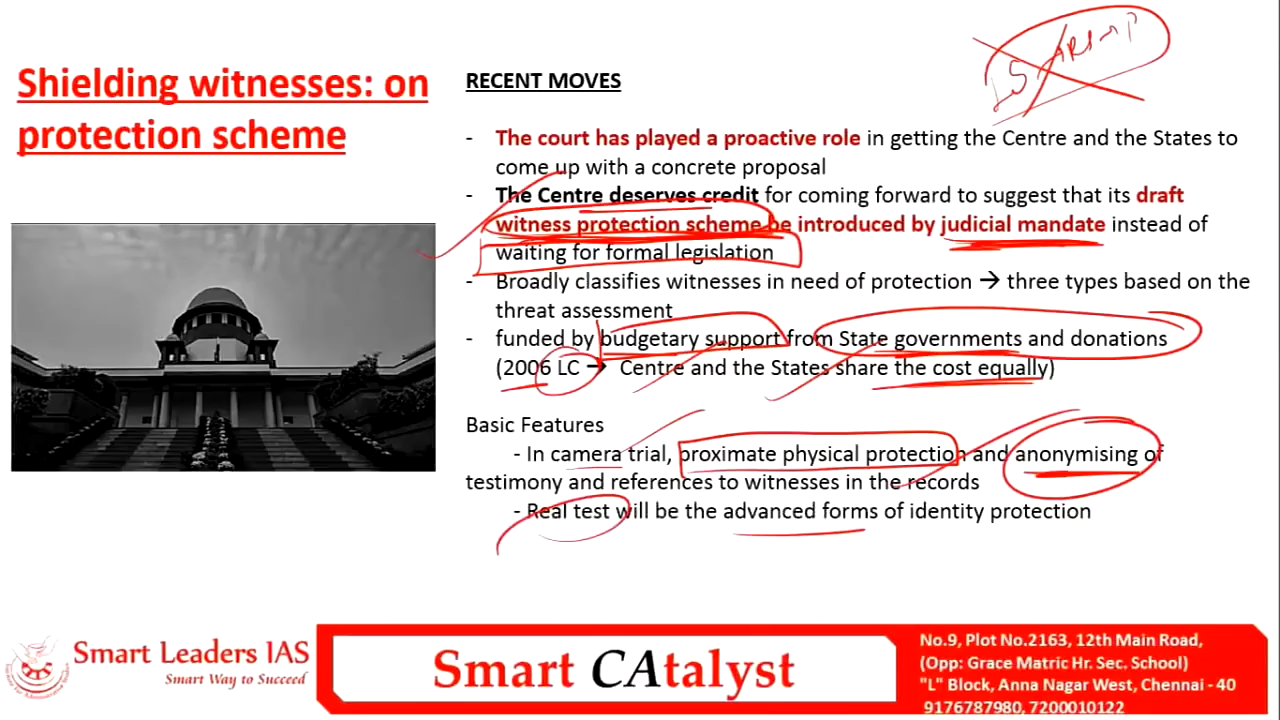 Shielding witnesses: on
protection scheme
RECENT MOVES
- The court has played a proactive role in getting the Centre and the States to
come up with a concrete proposal
- The Centre deserves credit for coming forward to suggest that its draft
witness protection scheme be introduced by judicial mandate instead of
waiting for formal legislation
- Broadly classifies witnesses in need of protection → three types based on the
threat assessment
- funded by budgetary support from State governments and donations
(2006 LC → Centre and the States share the cost equally)
Basic Features
- In camera trial, proximate physical protection and anonymising of
testimony and references to witnesses in the records
- Real test will be the advanced forms of identity protection
Smart Leaders IAS
Smart Way to Succeed
Smart CAtalyst
No.9, Plot No.2163, 12th Main Road,
(Opp: Grace Matric Hr. Sec. School)
"L" Block, Anna Nagar West, Chennai - 40
9176787980, 7200010122